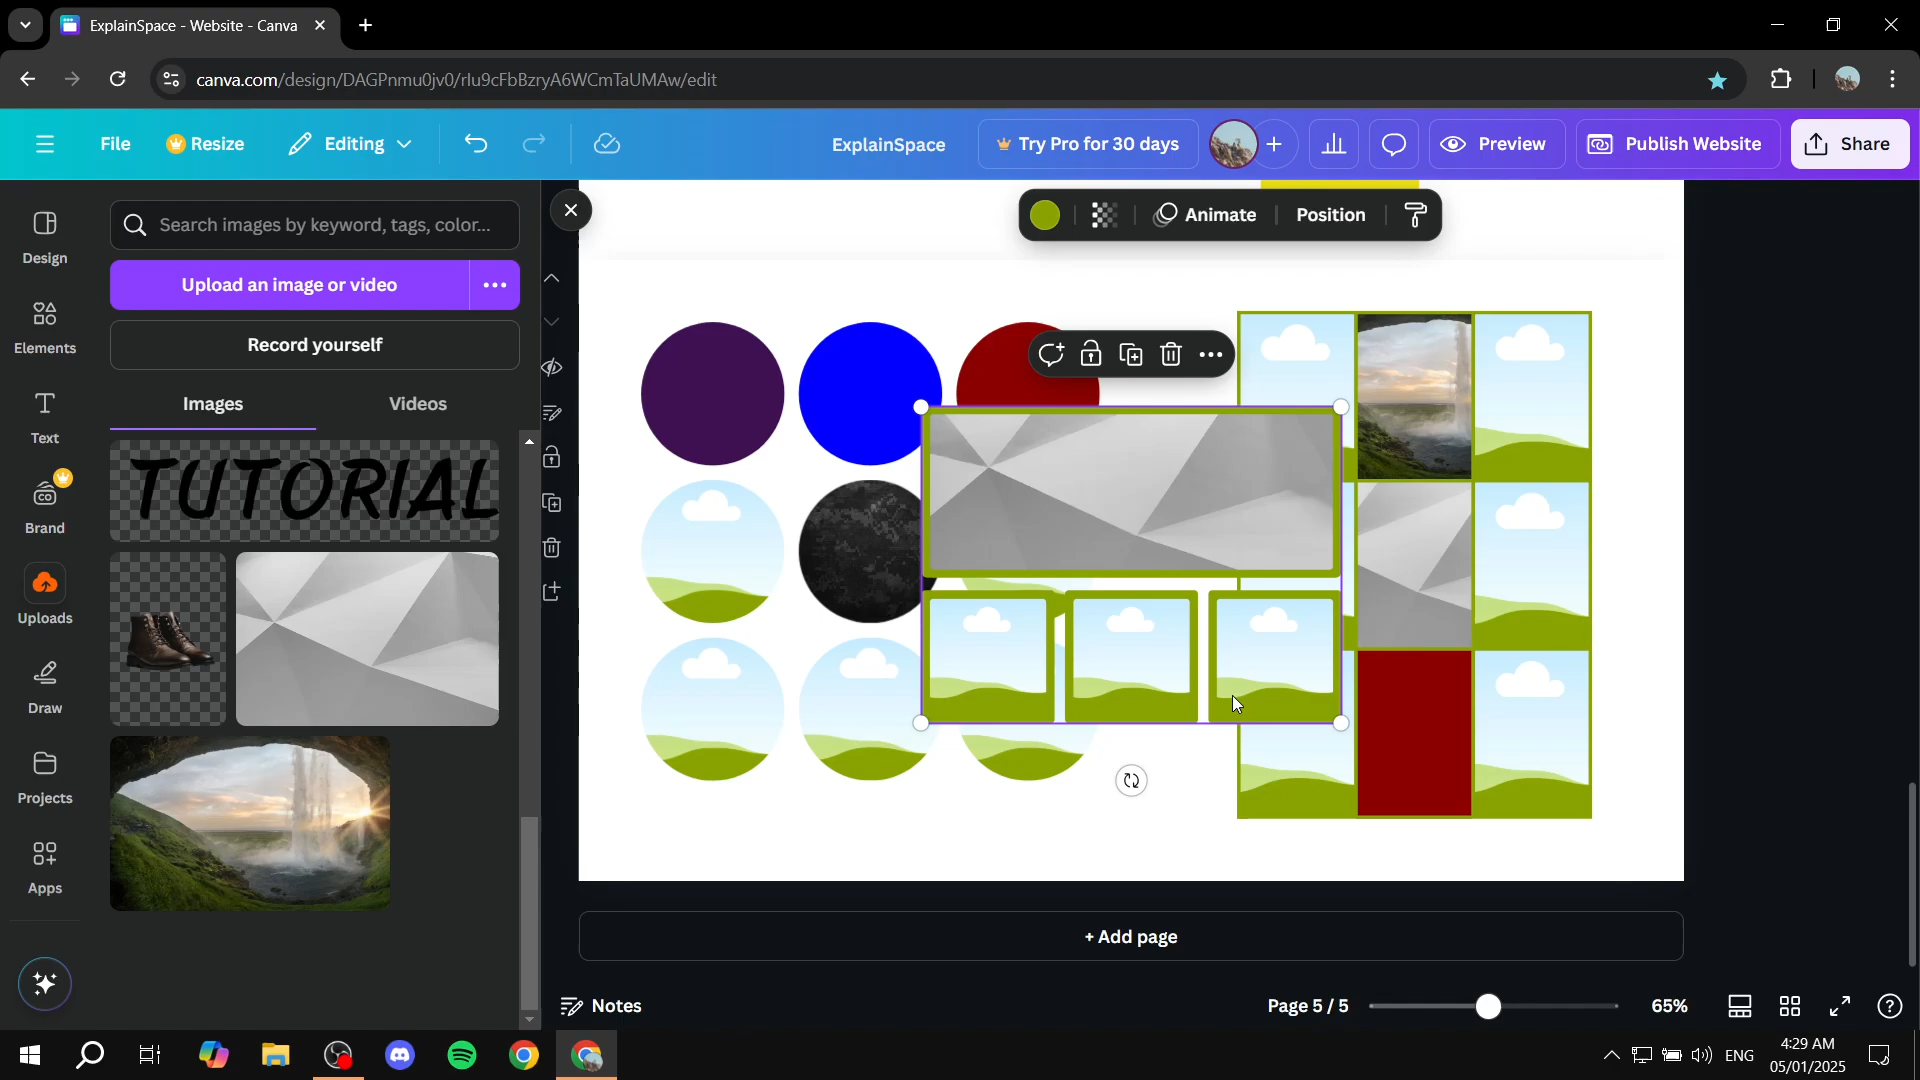 ExplainSpace - Website - Canva
canva.com/design/DAGPnmu0jv0/rIu9cFbBzryA6WCmTaUMAw/edit
File
Resize
Editing
ExplainSpace
Try Pro for 30 days
Preview
Publish Website
Share
Design
Elements
Text
Brand
Uploads
Draw
Projects
Apps
Search images by keyword, tags, color...
Upload an image or video
Record yourself
Images
Videos
TUTORIAL
Animate
Position
+ Add page
Notes
Page 5 / 5
65%
ENG
4:29 AM
05/01/2025